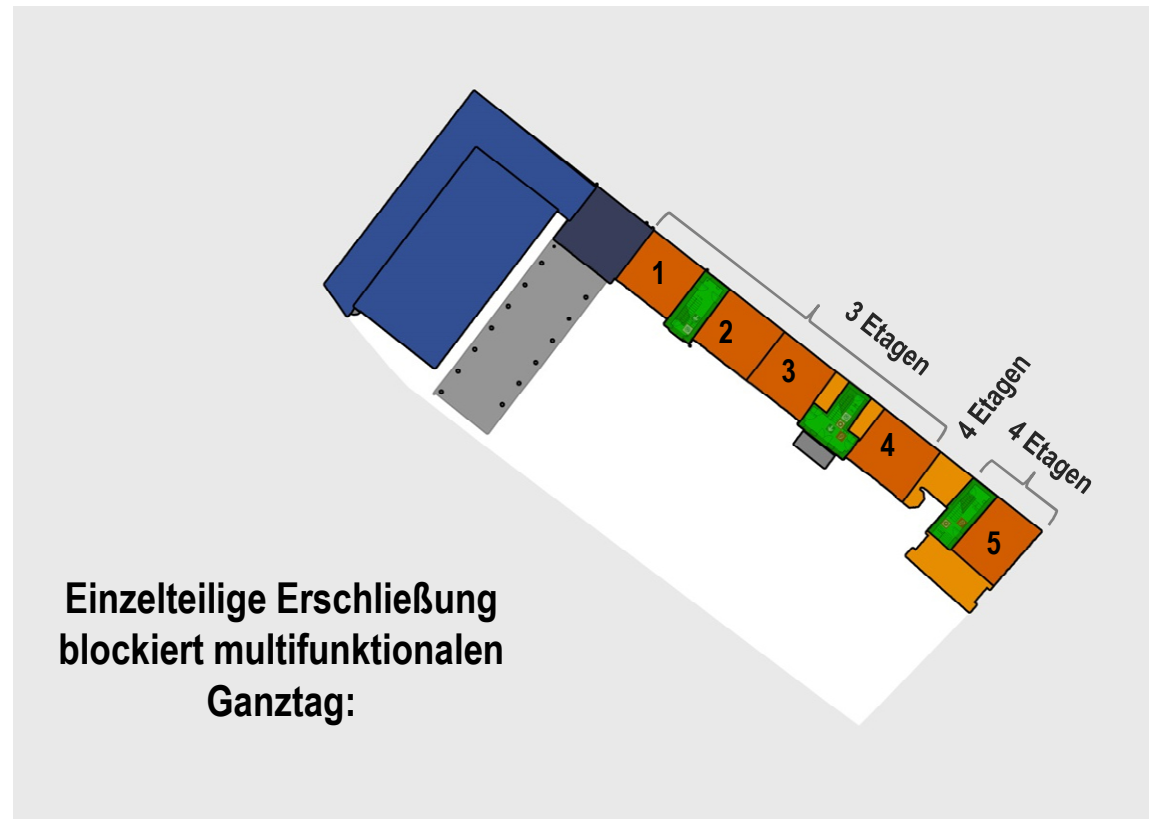 1
2
3
4
5
3 Etagen
4 Etagen
4 Etagen
Einzelteilige Erschließung
blockiert multifunktionalen
Ganztag: